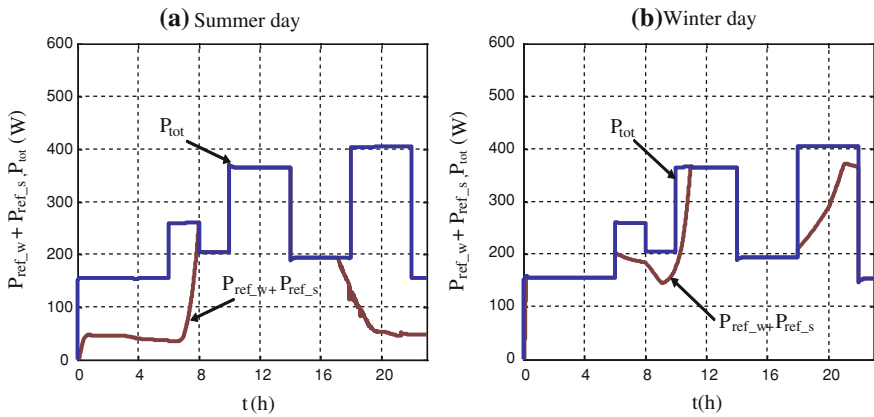 (a) Summer day
P_ref_w + P_ref_s, P_tot (W)
600
500
400
300
200
100
0
P_tot
P_ref_w+ P_ref_s
0 4 8 12 16 20
t(h)
(b) Winter day
P_ref_w + P_ref_s, P_tot (W)
600
500
400
300
200
100
0
P_tot
P_ref_w+P_ref_s
0 4 8 12 16 20
t(h)